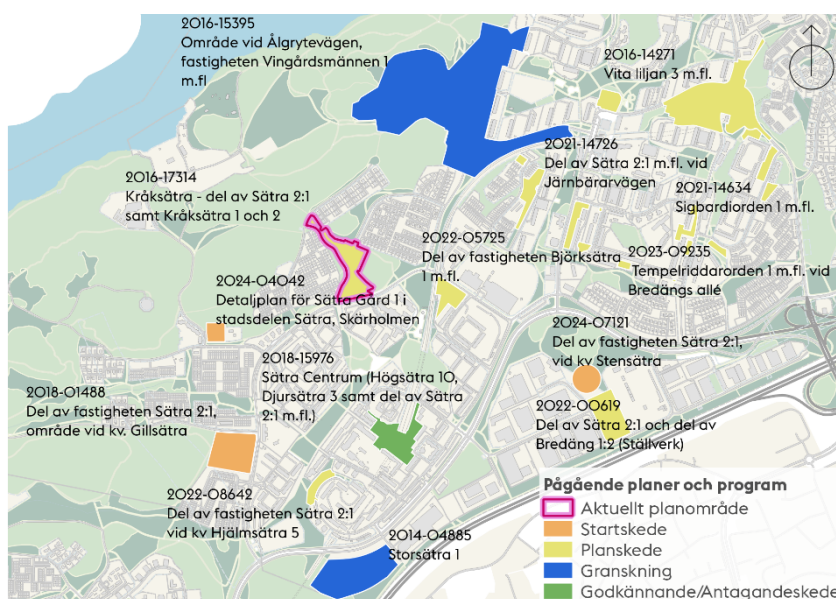 2016-15395
Område vid Ålgrytevägen,
fastigheten Vingårdsmännen 1
m.fl
2016-14271
Vita liljan 3 m.fl.
2016-17314
Kråksätra - del av Sätra 2:1
samt Kråksätra 1 och 2
2021-14726
Del av Sätra 2:1 m.fl. vid
Järnbärarvägen
2021-14634
Sigbardiorden 1 m.fl.
2022-05725
Del av fastigheten Björksätra
1 m.fl.
2023-09235
Tempelriddarorden 1 m.fl. vid
Bredängs allé
2024-04042
Detaljplan för Sätra Gård 1 i
stadsdelen Sätra, Skärholmen
2024-07121
Del av fastigheten Sätra 2:1,
vid kv Stensätra
2018-15976
Sätra Centrum (Högsätra 10,
Djursätra 3 samt del av Sätra
2:1 m.fl.)
2018-01488
Del av fastigheten Sätra 2:1,
område vid kv. Gillsätra
2022-00619
Del av Sätra 2:1 och del av
Bredäng 1:2 (Ställverk)
2022-08642
Del av fastigheten Sätra 2:1
vid kv Hjälmsätra 5
2014-04885
Storsätra 1
Pågående planer och program
Aktuellt planområde
Startskede
Planskede
Granskning
Godkännande/Antagandeskede